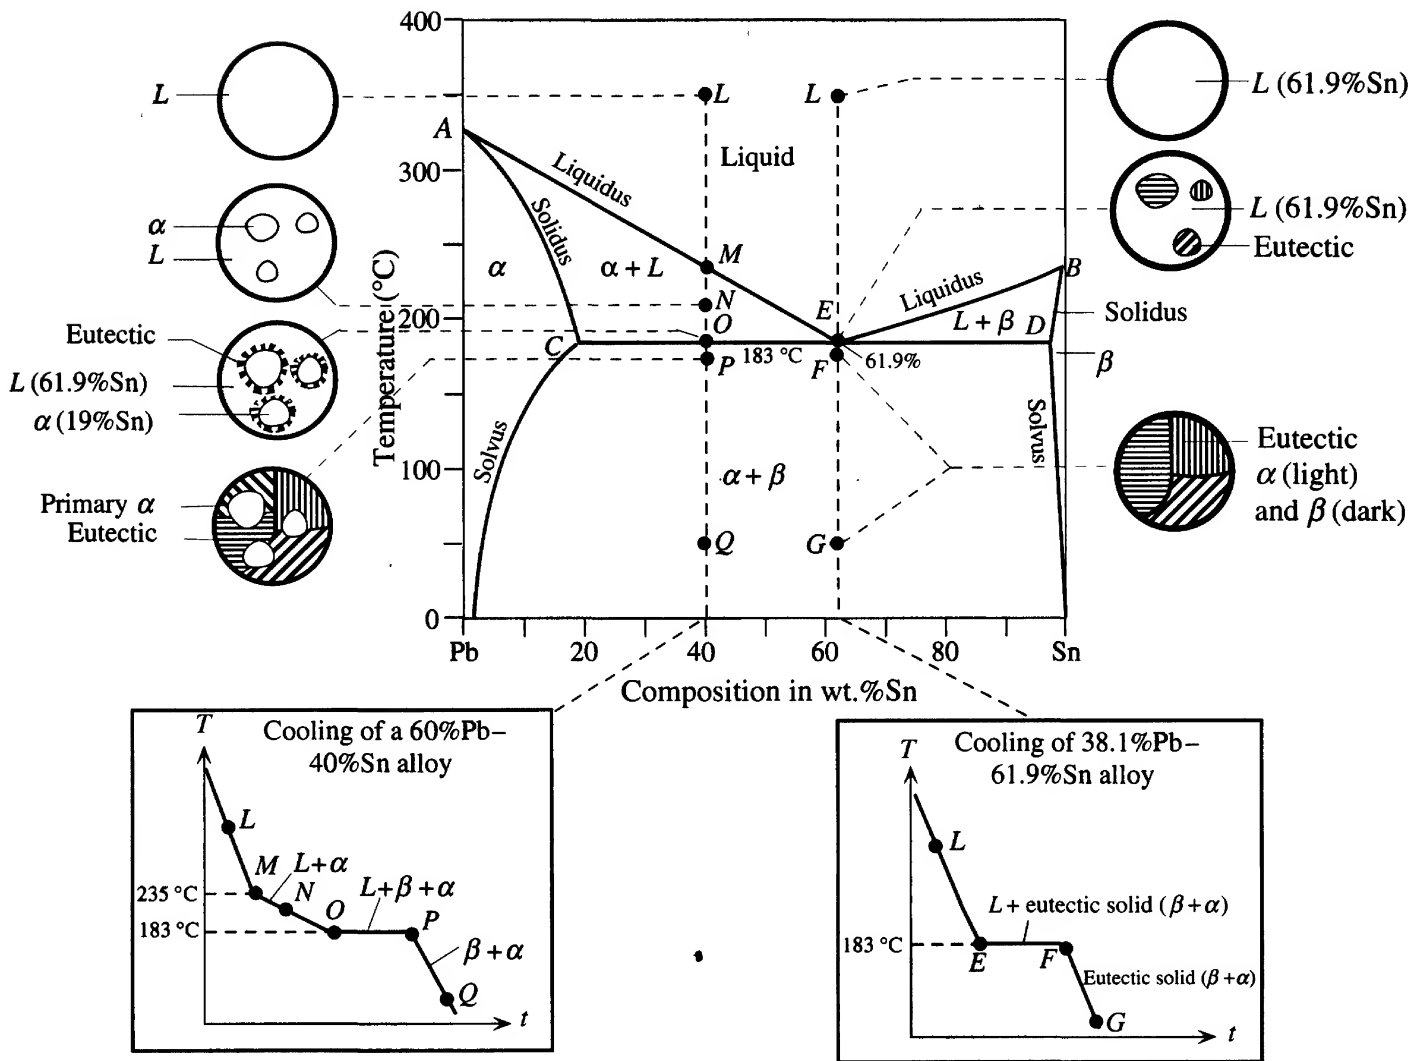 400
L
L
L
L (61.9%Sn)
A
Liquid
300
Liquidus
Solidus
α
L
L (61.9%Sn)
Eutectic
Temperature (°C)
α
α + L
M
N
B
Liquidus
E
200
O
L + β
D
Solidus
Eutectic
C
P
183 °C
F
61.9%
β
L (61.9%Sn)
α (19%Sn)
Solvus
Solvus
100
α + β
Eutectic
α (light)
and β (dark)
Primary α
Eutectic
Q
G
0
Pb
20
40
60
80
Sn
Composition in wt.%Sn
T
Cooling of a 60%Pb–
40%Sn alloy
L
M
L+α
N
L+β+α
235 °C
O
P
183 °C
β+α
Q
t
T
Cooling of 38.1%Pb–
61.9%Sn alloy
L
L + eutectic solid (β+α)
183 °C
E
F
Eutectic solid (β+α)
G
t